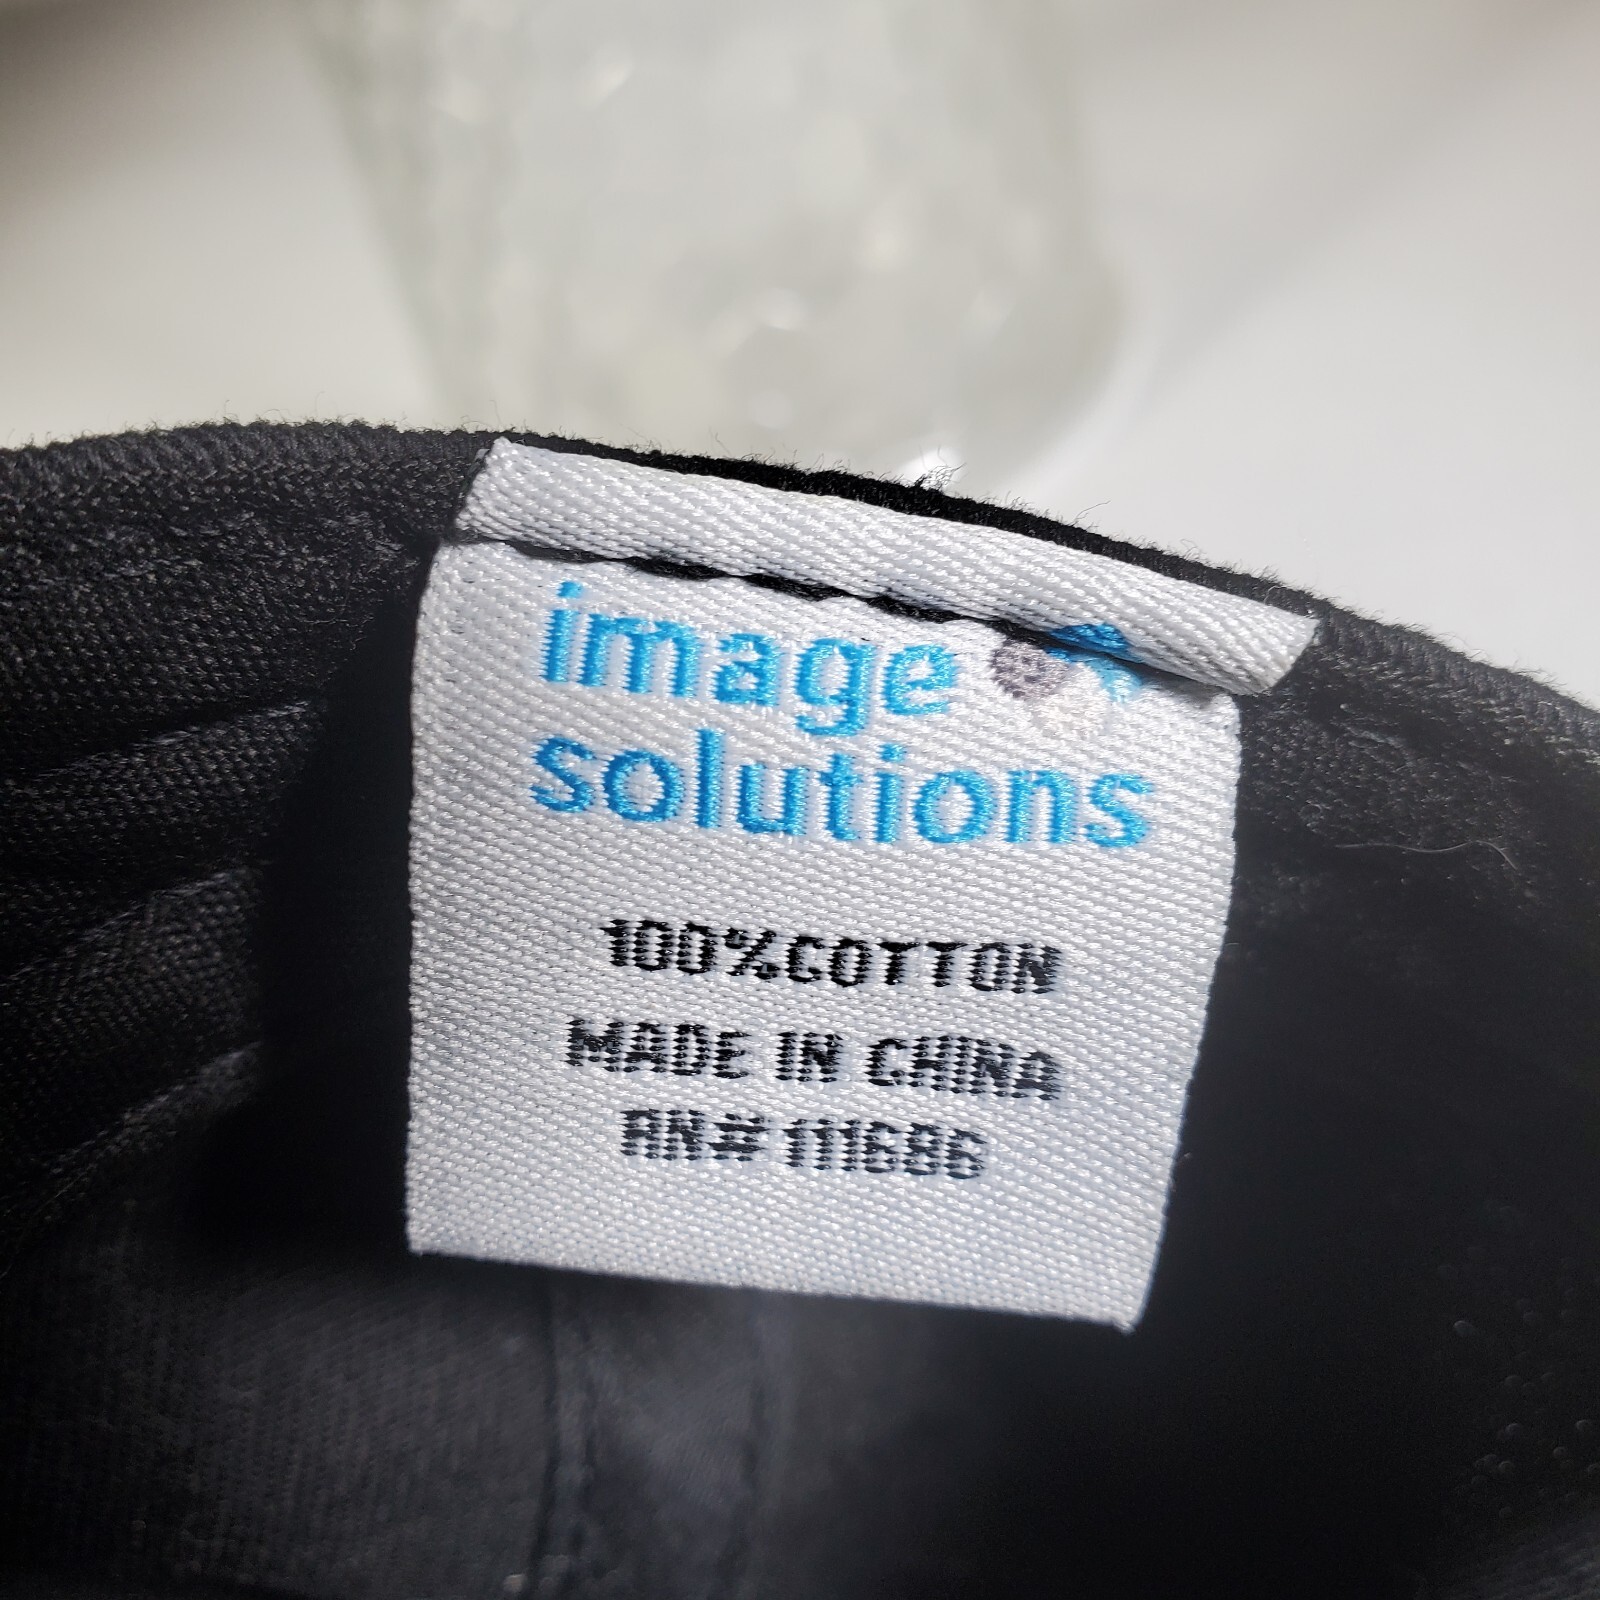 image
solutions
100%COTTON
MADE IN CHINA
RN# 111686